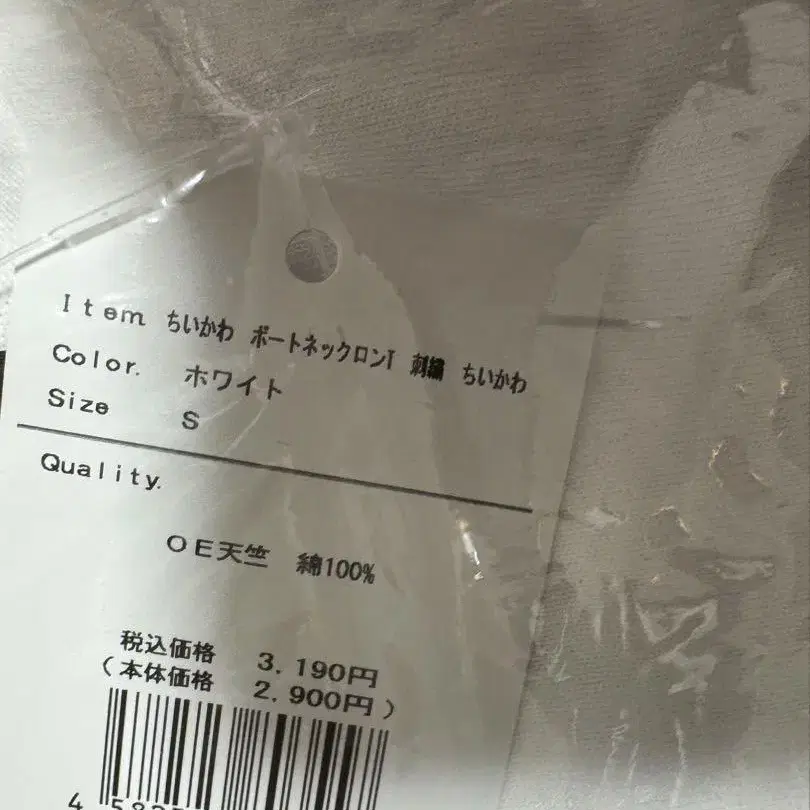 Item ちいかわ ボートネックロンT 刺繍 ちいかわ
Color. ホワイト
Size S
Quality.
OE天竺 綿100%
税込価格 3,190円
(本体価格 2,900円)